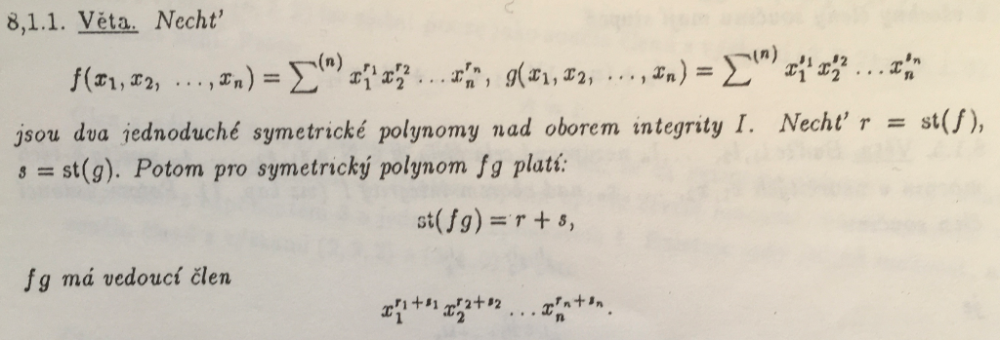 8,1.1. Věta. Nechť
f(x₁, x₂, ..., xₙ) = ∑⁽ⁿ⁾ x₁^{r₁} x₂^{r₂} ... xₙ^{rₙ}, g(x₁, x₂, ..., xₙ) = ∑⁽ⁿ⁾ x₁^{s₁} x₂^{s₂} ... xₙ^{sₙ}
jsou dva jednoduché symetrické polynomy nad oborem integrity I. Nechť r = st(f),
s = st(g). Potom pro symetrický polynom fg platí:
st(fg) = r + s,
fg má vedoucí člen
x₁^{r₁+s₁} x₂^{r₂+s₂} ... xₙ^{rₙ+sₙ}.